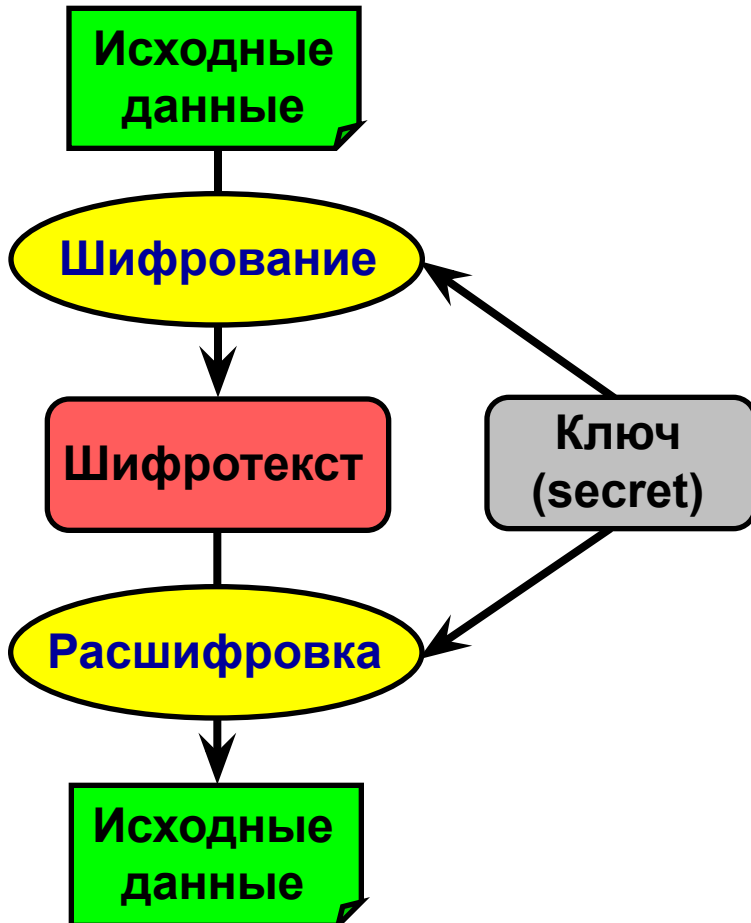 Исходные
данные
Шифрование
Шифротекст
Ключ
(secret)
Расшифровка
Исходные
данные